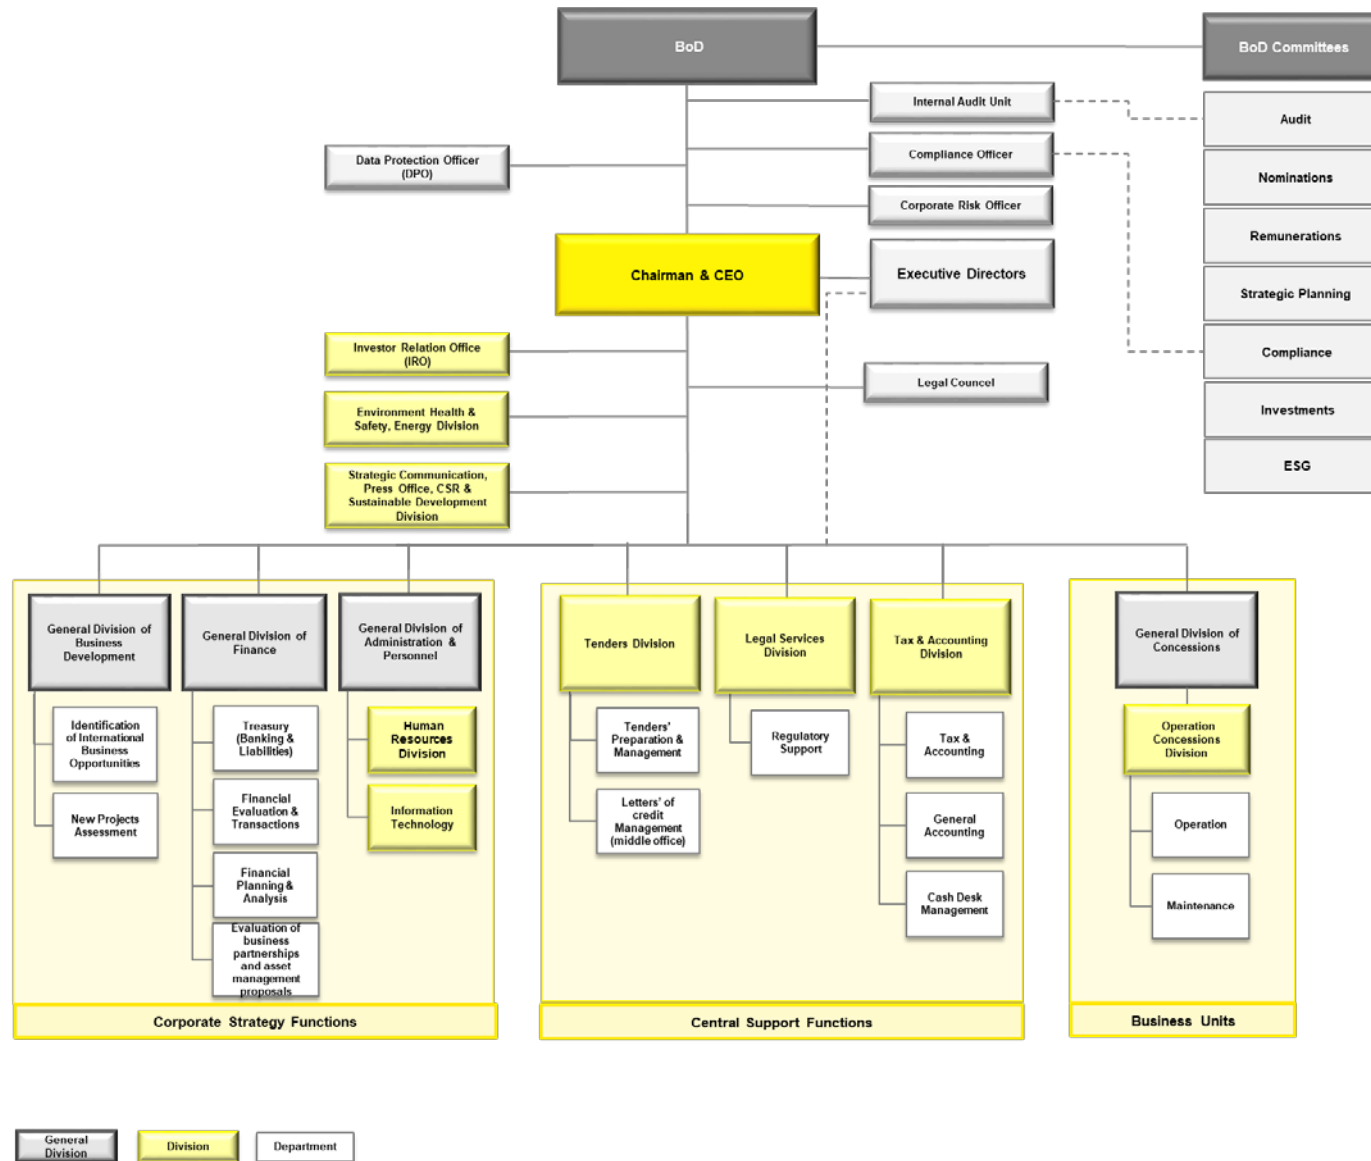 BoD
BoD Committees
Internal Audit Unit
Audit
Data Protection Officer
(DPO)
Compliance Officer
Nominations
Corporate Risk Officer
Remunerations
Chairman & CEO
Executive Directors
Strategic Planning
Investor Relation Office
(IRO)
Compliance
Legal Councel
Environment Health &
Safety, Energy Division
Investments
Strategic Communication,
Press Office, CSR &
Sustainable Development
Division
ESG
General Division of
Business
Development
Identification
of International
Business
Opportunities
New Projects
Assessment
General Division of
Finance
Treasury
(Banking &
Liabilities)
Financial
Evaluation &
Transactions
Financial
Planning &
Analysis
Evaluation of
business
partnerships
and asset
management
proposals
General Division of
Administration &
Personnel
Human
Resources
Division
Information
Technology
Corporate Strategy Functions
Tenders Division
Tenders'
Preparation &
Management
Letters' of
credit
Management
(middle office)
Legal Services
Division
Regulatory
Support
Tax & Accounting
Division
Tax &
Accounting
General
Accounting
Cash Desk
Management
Central Support Functions
General Division of
Concessions
Operation
Concessions
Division
Operation
Maintenance
Business Units
General
Division
Division
Department